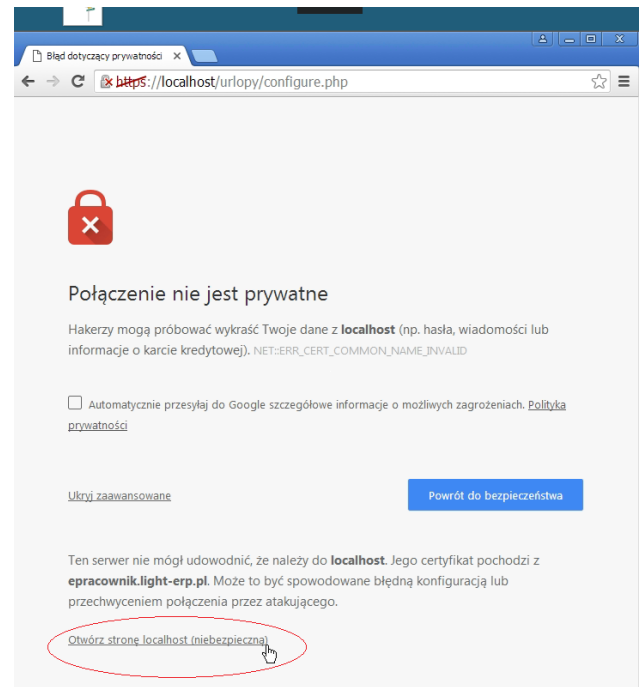 Błąd dotyczący prywatności
https://localhost/urlopy/configure.php
Połączenie nie jest prywatne
Hakerzy mogą próbować wykraść Twoje dane z localhost (np. hasła, wiadomości lub
informacje o karcie kredytowej). NET::ERR_CERT_COMMON_NAME_INVALID
Automatycznie przesyłaj do Google szczegółowe informacje o możliwych zagrożeniach. Polityka
prywatności
Ukryj zaawansowane
Powrót do bezpieczeństwa
Ten serwer nie mógł udowodnić, że należy do localhost. Jego certyfikat pochodzi z
epracownik.light-erp.pl. Może to być spowodowane błędną konfiguracją lub
przechwyceniem połączenia przez atakującego.
Otwórz stronę localhost (niebezpieczna)